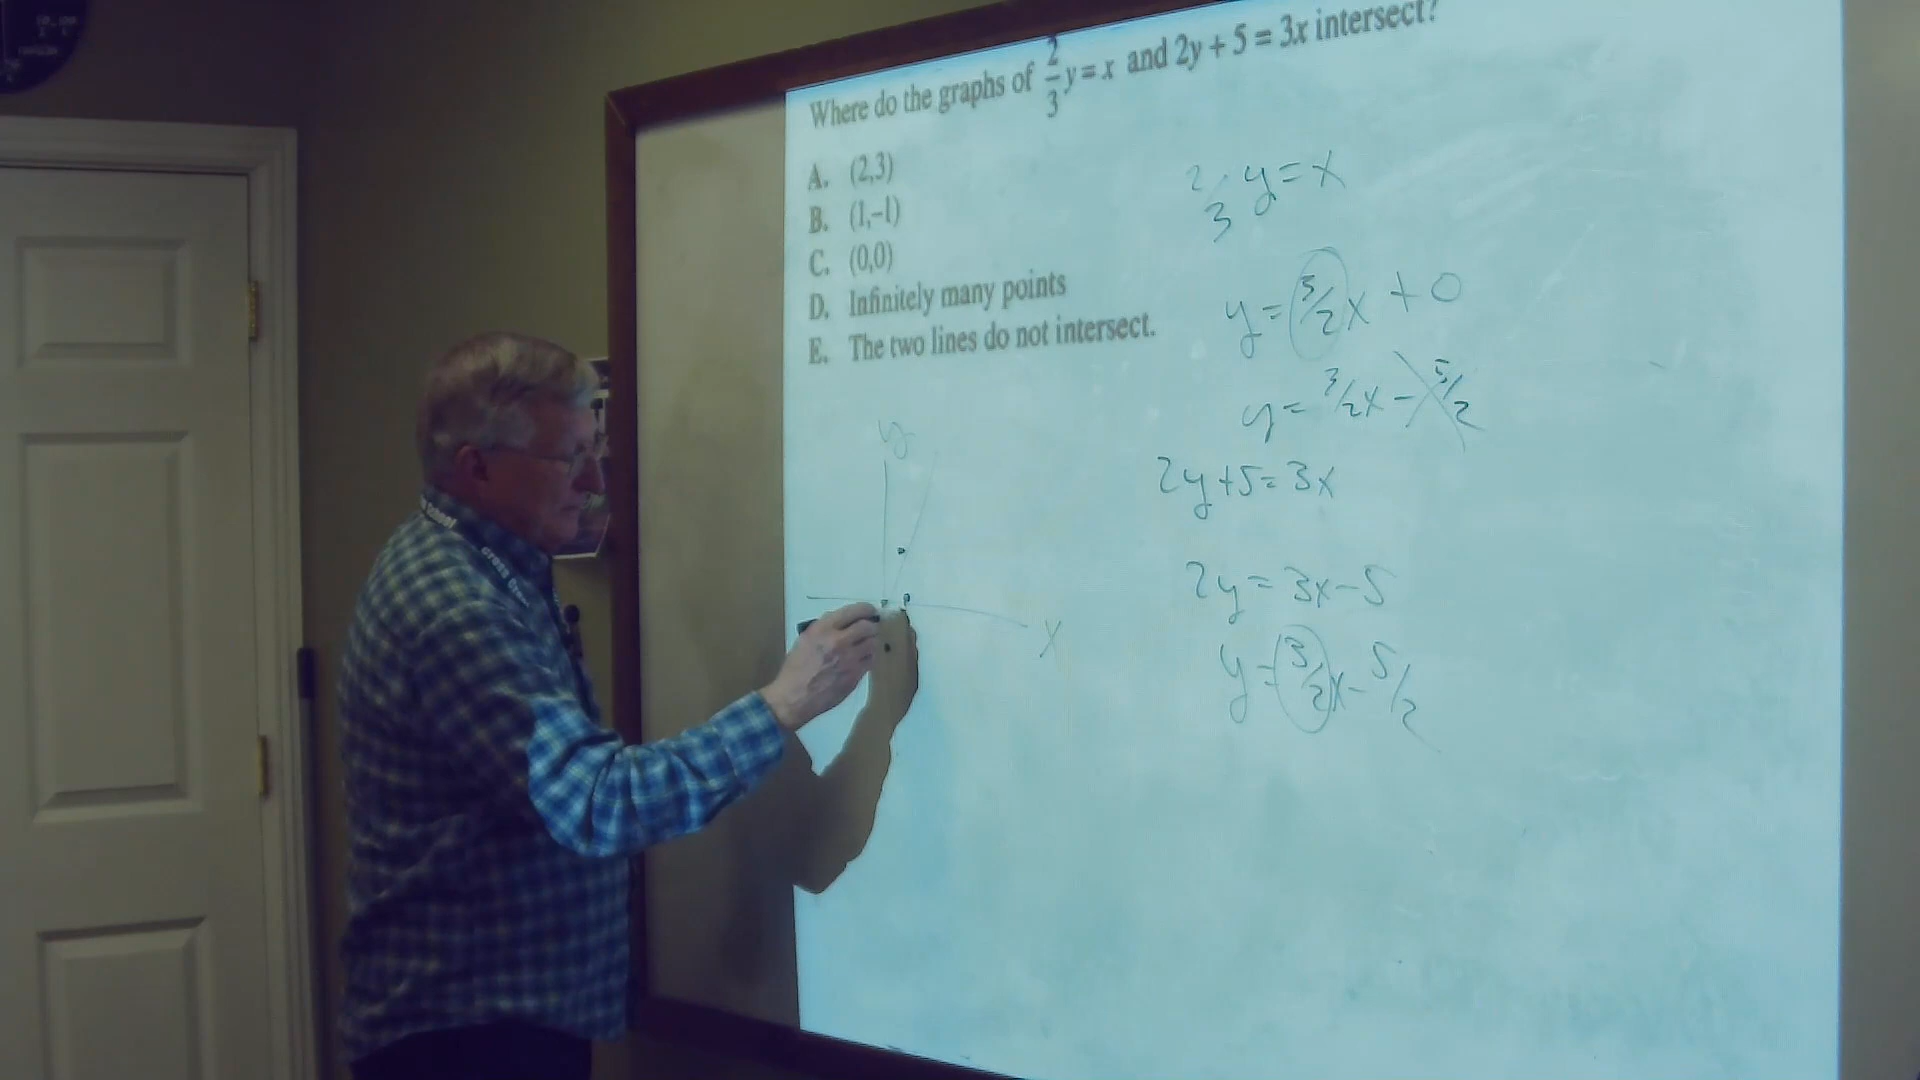 Where do the graphs of 2/3 y = x and 2y + 5 = 3x intersect?
A. (2,3)
B. (1,-1)
C. (0,0)
D. Infinitely many points
E. The two lines do not intersect.
2/3 y = x
y = 3/2 x + 0
y = 3/2 x - 5/2
2y+5 = 3x
2y = 3x-5
y = 3/2 x - 5/2
y
x